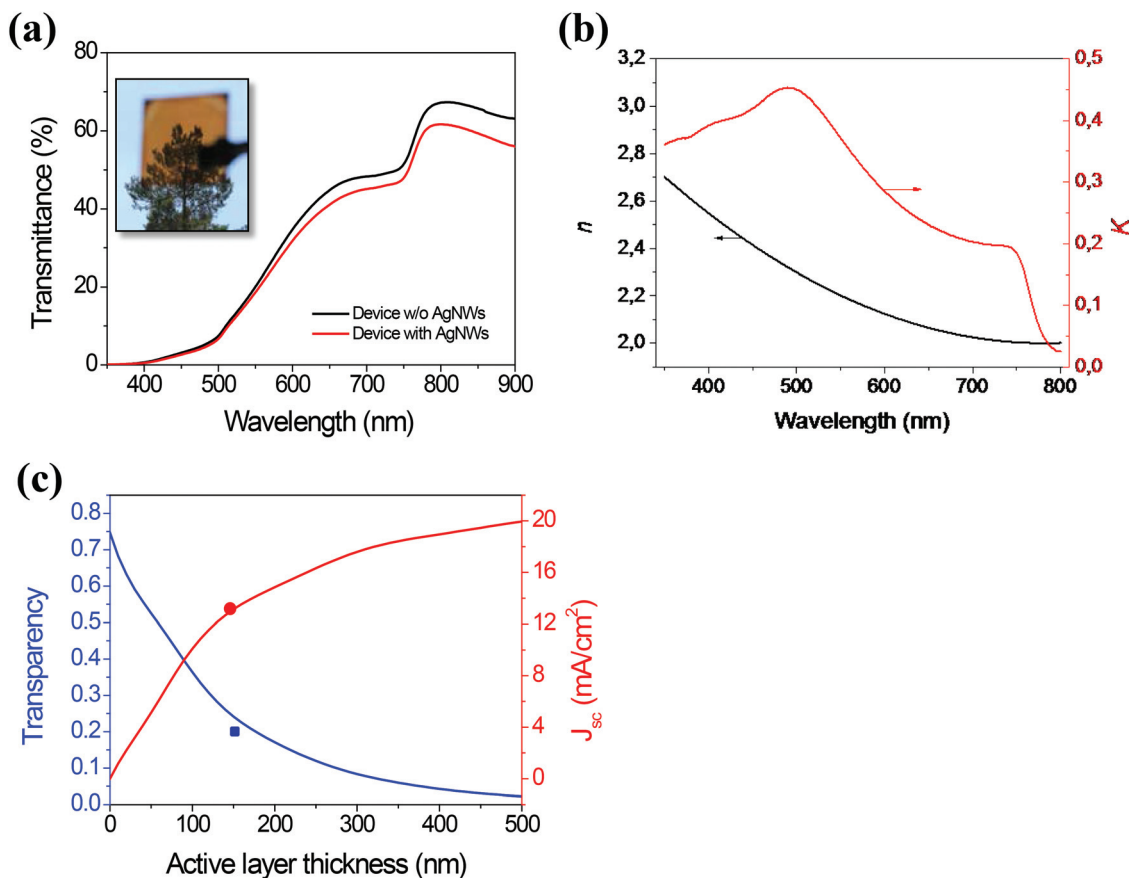 (a)
80
60
40
20
0
Transmittance (%)
Device w/o AgNWs
Device with AgNWs
400 500 600 700 800 900
Wavelength (nm)
(b)
3,2
3,0
2,8
2,6
2,4
2,2
2,0
n
0,5
0,4
0,3
0,2
0,1
0,0
K
400 500 600 700 800
Wavelength (nm)
(c)
0.8
0.7
0.6
0.5
0.4
0.3
0.2
0.1
0.0
Transparency
20
16
12
8
4
0
Jsc (mA/cm²)
0 100 200 300 400 500
Active layer thickness (nm)